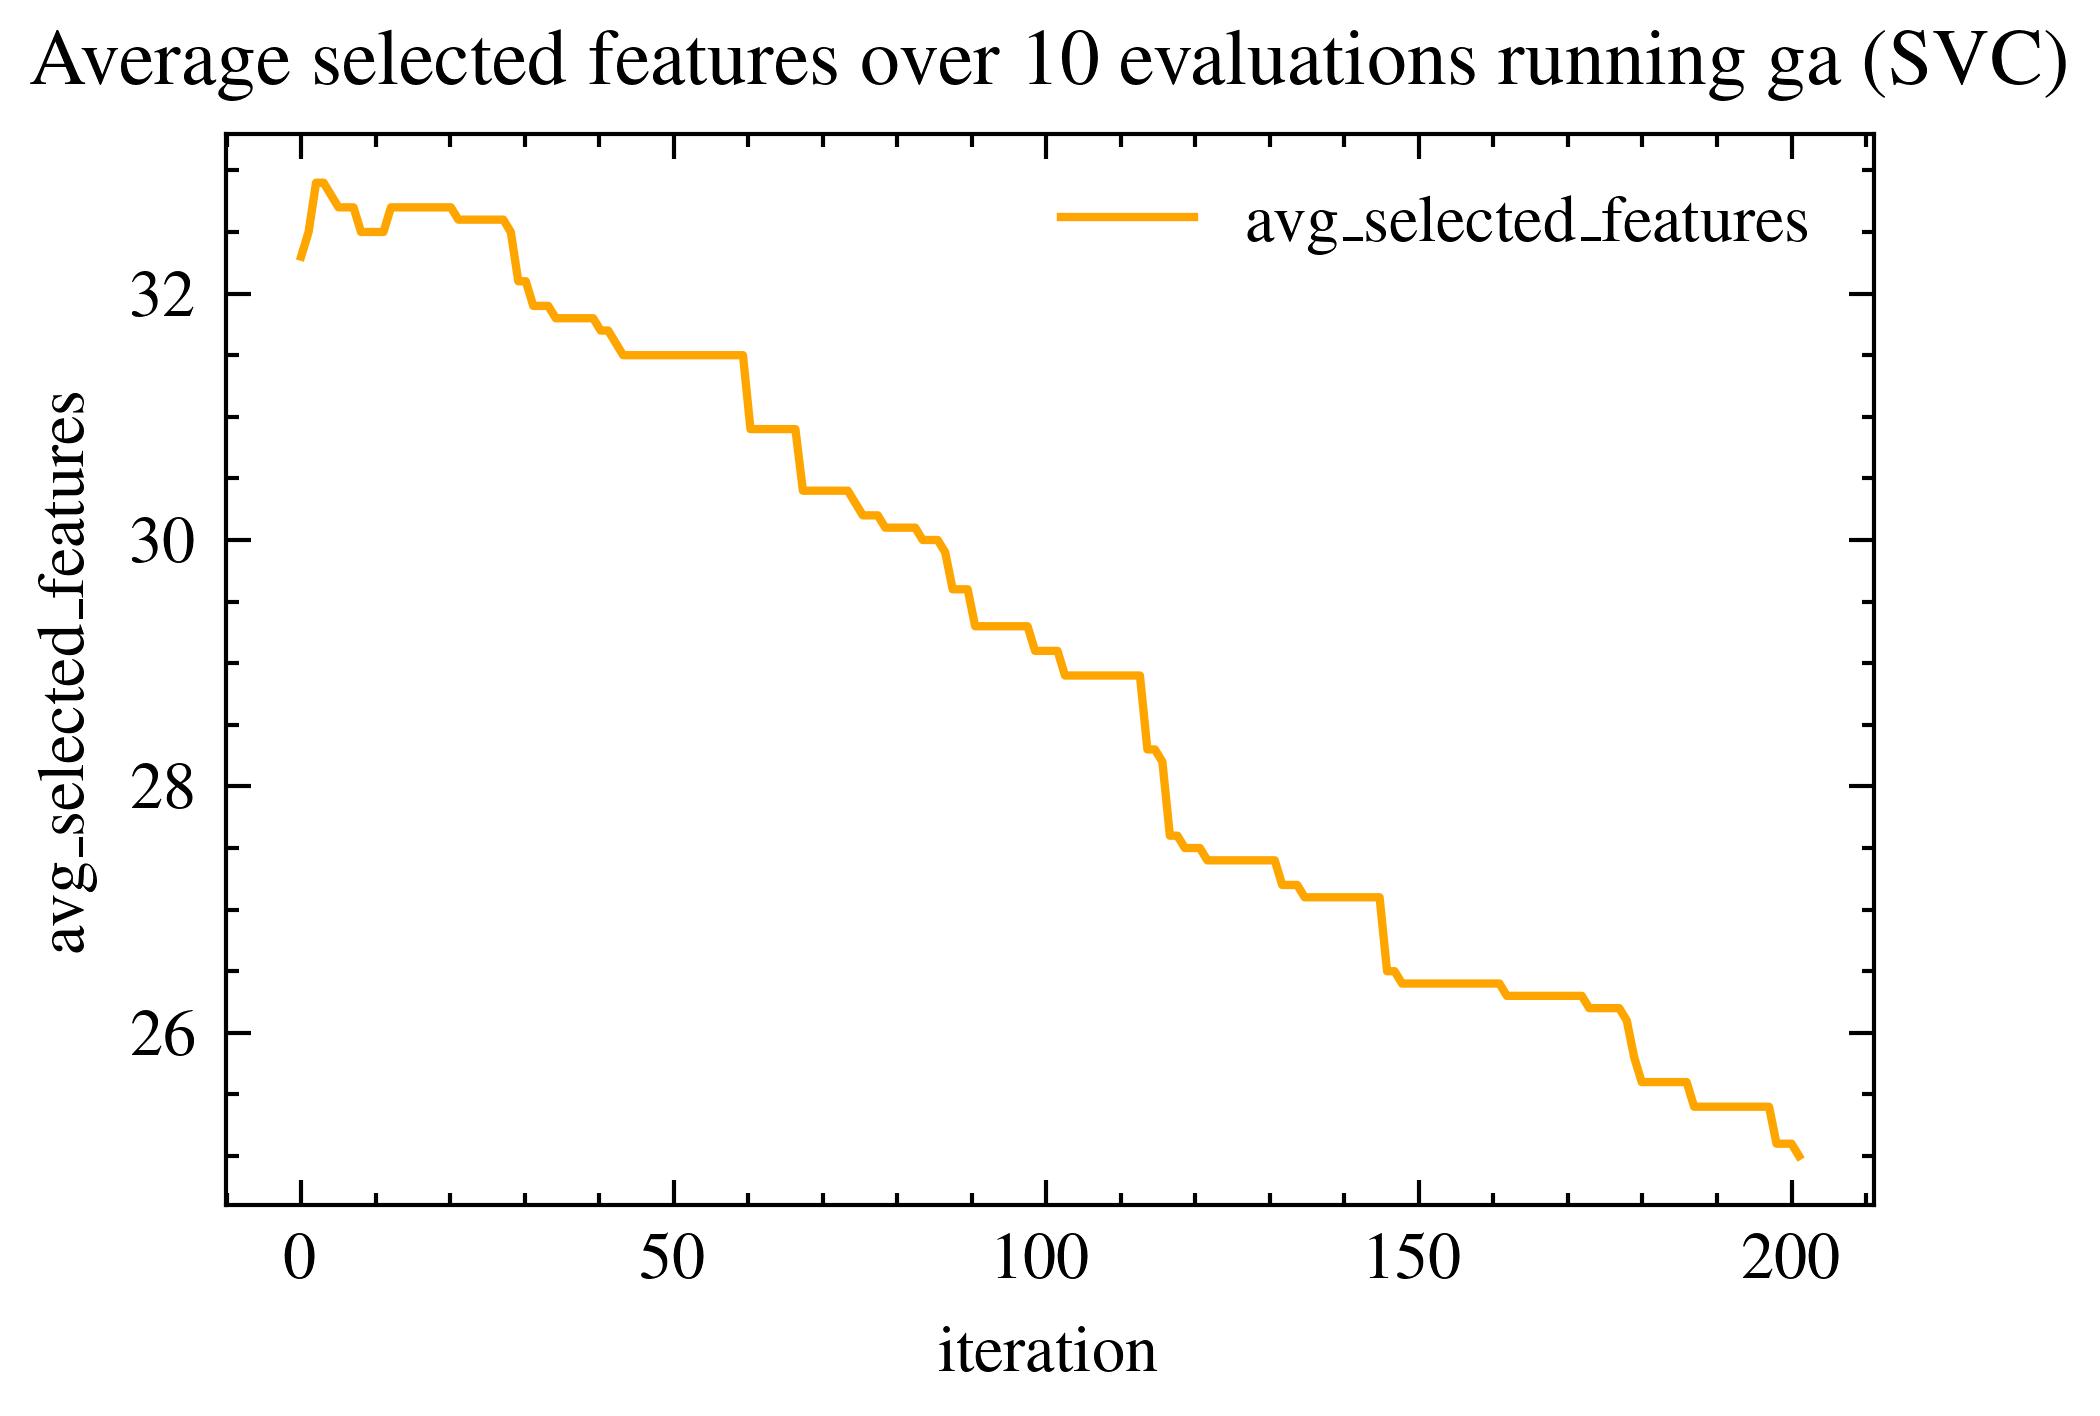 Average selected features over 10 evaluations running ga (SVC)
avg_selected_features
avg_selected_features
32
30
28
26
0 50 100 150 200
iteration